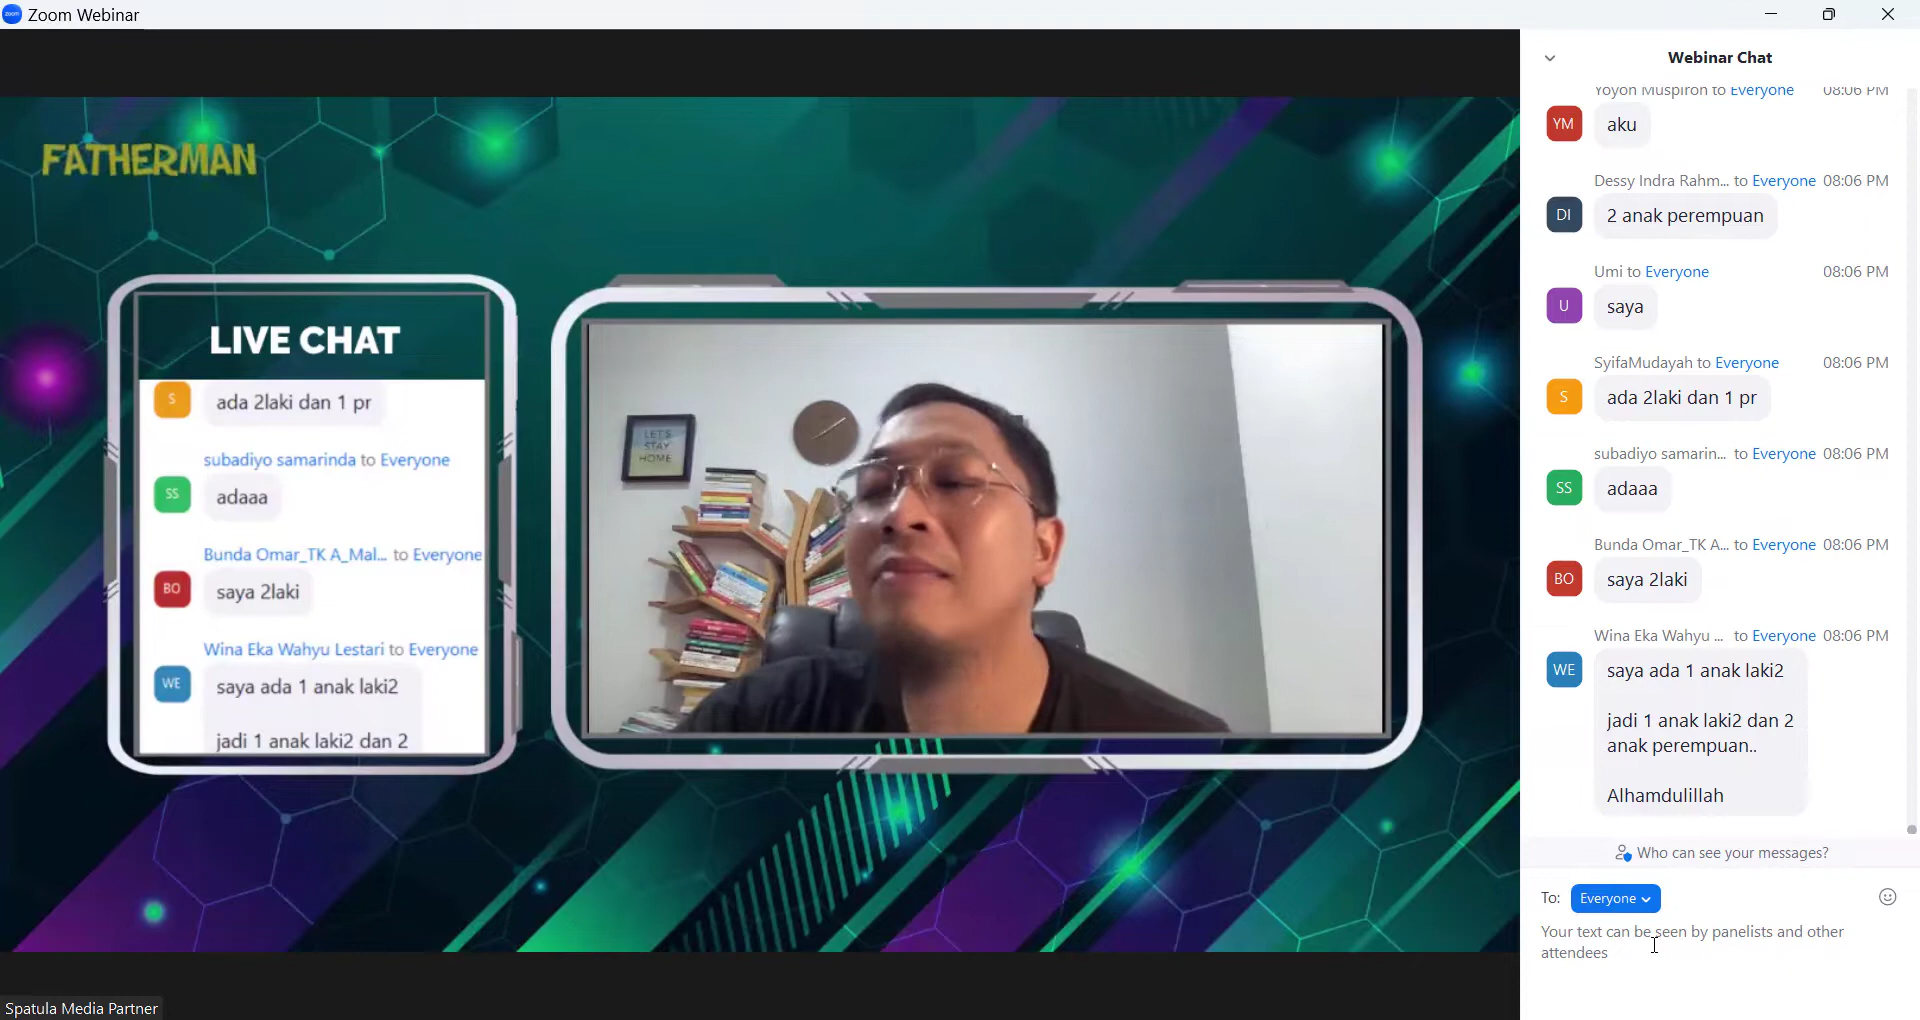 Zoom Webinar
FATHERMAN
LIVE CHAT
S
ada 2laki dan 1 pr
subadiyo samarinda to Everyone
SS
adaaa
Bunda Omar_TK A_Mal... to Everyone
BO
saya 2laki
Wina Eka Wahyu Lestari to Everyone
WE
saya ada 1 anak laki2
jadi 1 anak laki2 dan 2
LET'S
STAY
HOME
Spatula Media Partner
Webinar Chat
Yoyon Muspiron to Everyone 08:06 PM
YM
aku
Dessy Indra Rahm... to Everyone 08:06 PM
DI
2 anak perempuan
Umi to Everyone 08:06 PM
U
saya
SyifaMudayah to Everyone 08:06 PM
S
ada 2laki dan 1 pr
subadiyo samarin... to Everyone 08:06 PM
SS
adaaa
Bunda Omar_TK A... to Everyone 08:06 PM
BO
saya 2laki
Wina Eka Wahyu ... to Everyone 08:06 PM
WE
saya ada 1 anak laki2
jadi 1 anak laki2 dan 2
anak perempuan..
Alhamdulillah
Who can see your messages?
To: Everyone
Your text can be seen by panelists and other
attendees